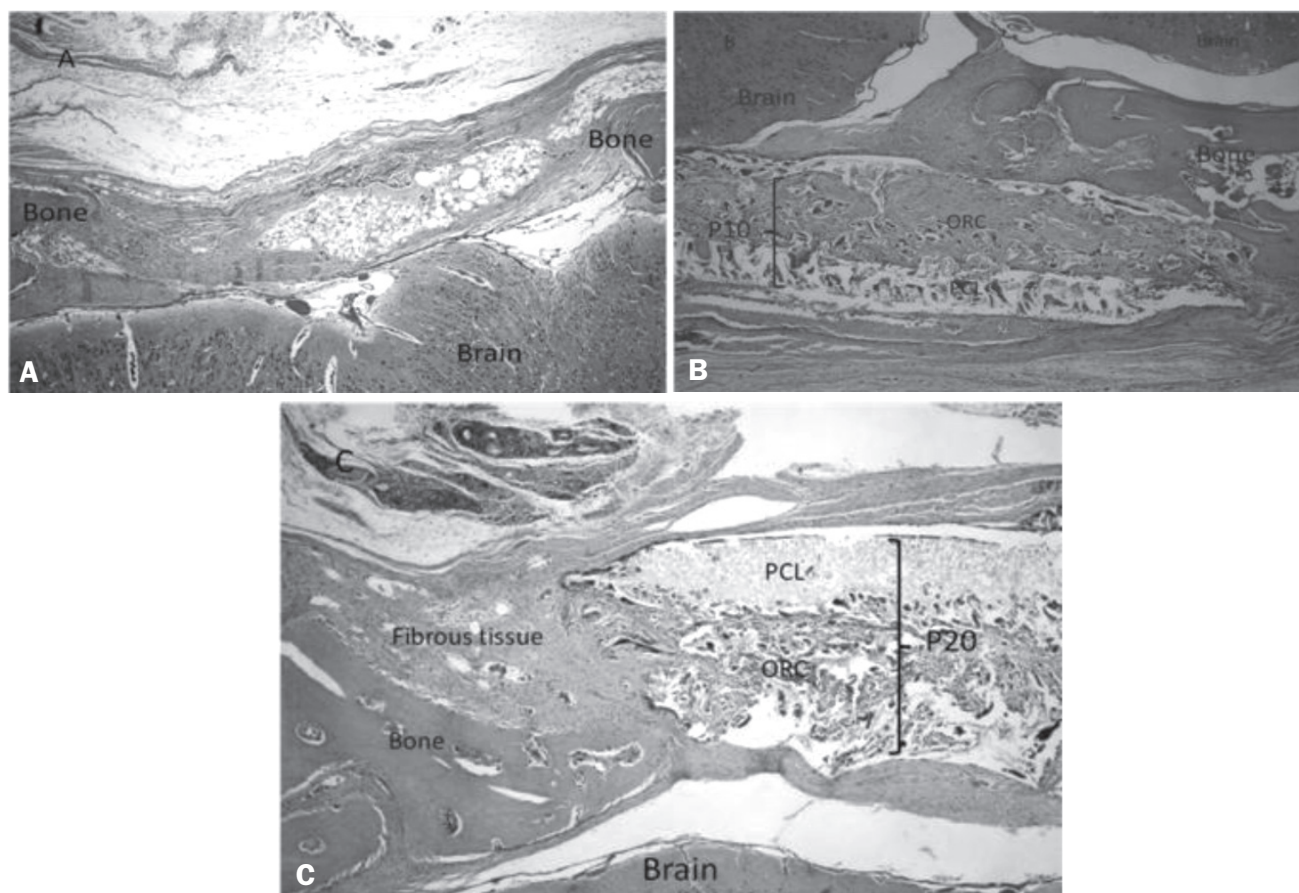 A
Bone
Bone
Brain
A
B
Brain
Brain
Bone
P10
ORC
PCL
B
C
PCL
Fibrous tissue
P20
ORC
Bone
Brain
C